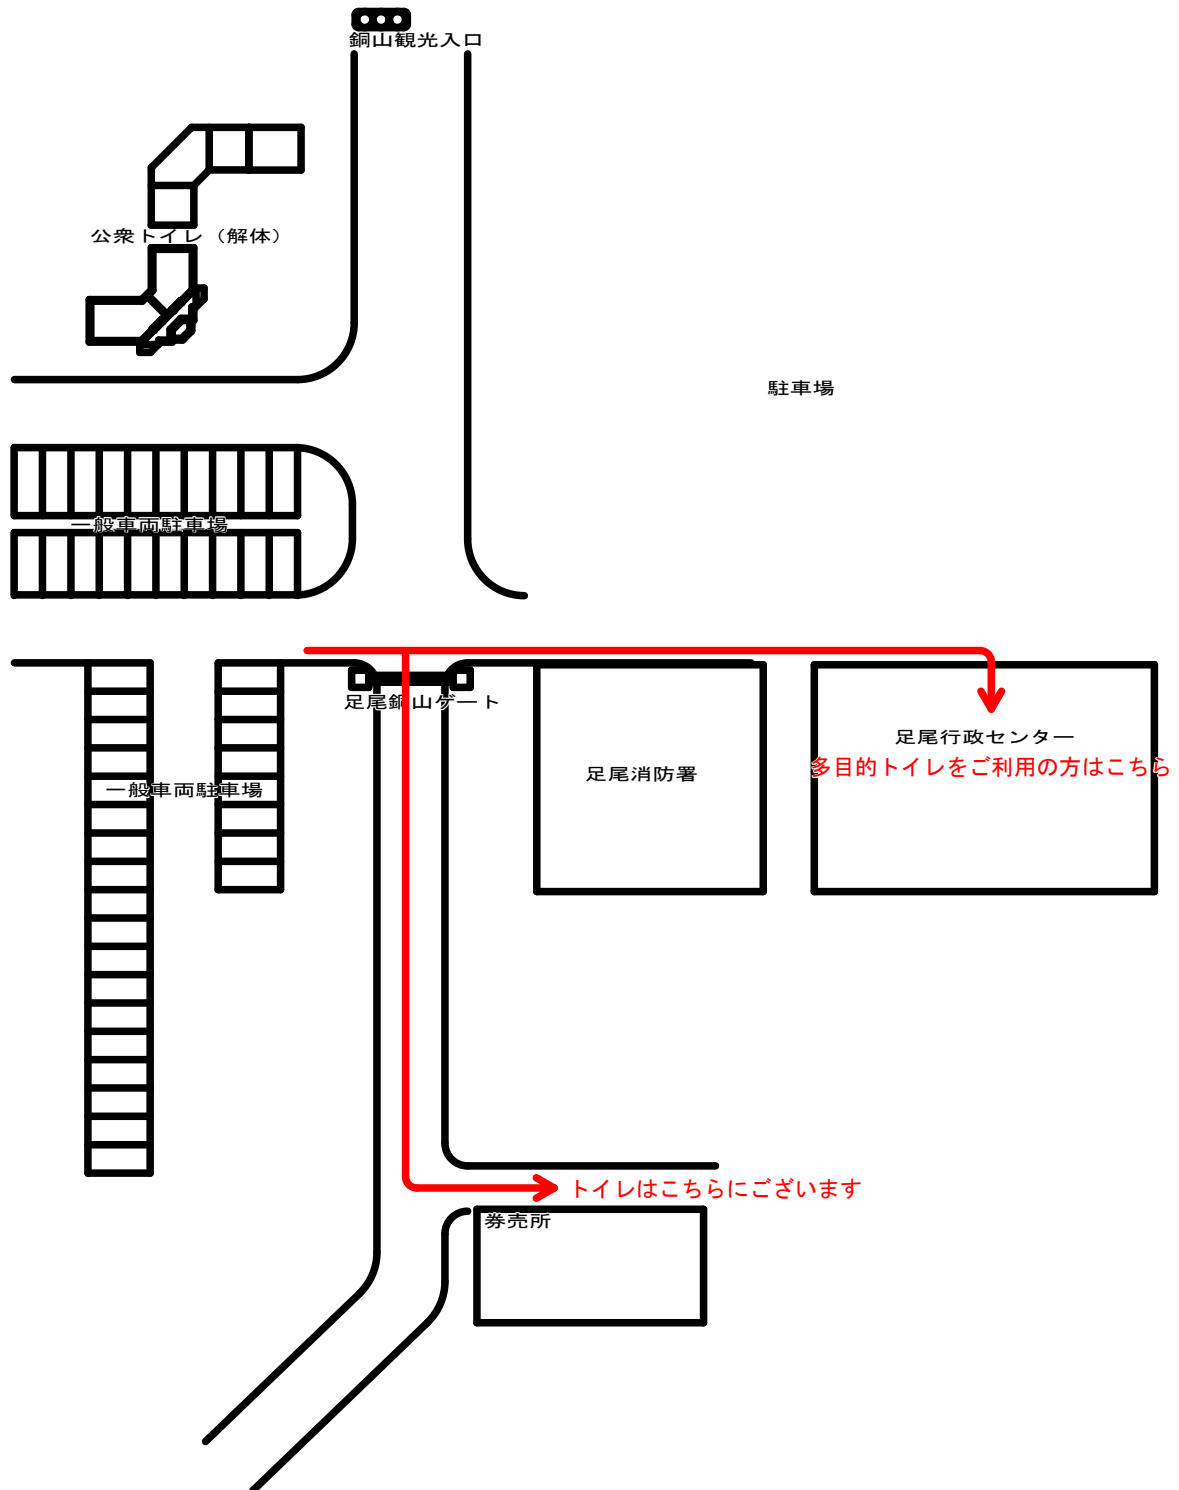 銅山観光入口
公衆トイレ（解体）
駐車場
一般車両駐車場
足尾銅山ゲート
足尾行政センター
多目的トイレをご利用の方はこちら
足尾消防署
一般車両駐車場
トイレはこちらにございます
券売所